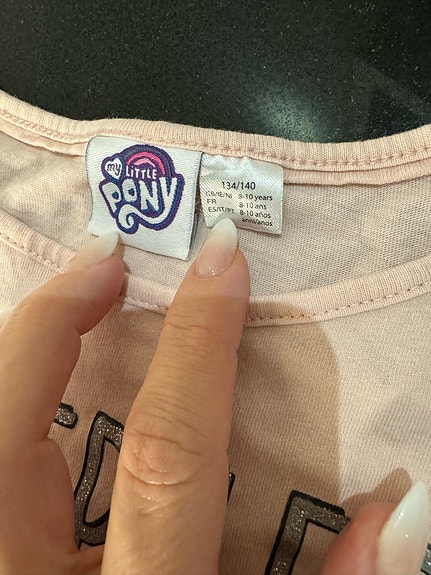 my LiTTLE
PONY
134/140
GB/IE/NI 8-10 years
FR 8-10 ans
ES/IT/PT 8-10 años
anni/anos